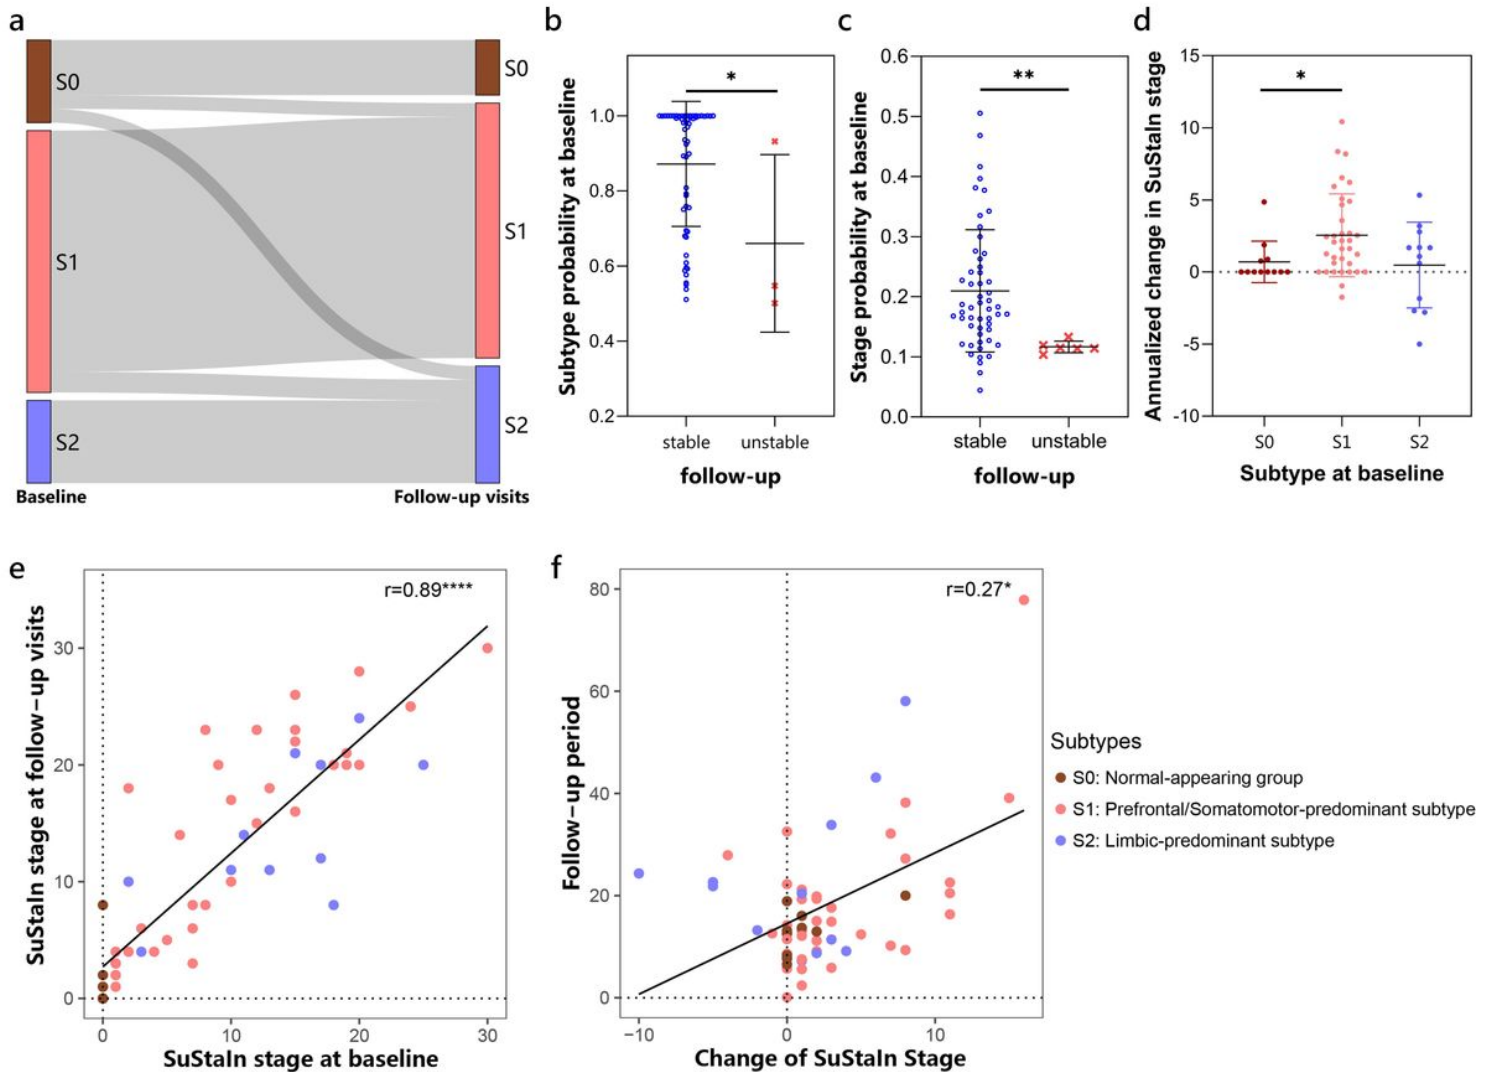 a
S0
S1
S2
Baseline
S0
S1
S2
Follow-up visits
b
Subtype probability at baseline
1.0
0.8
0.6
0.4
0.2
*
stable
unstable
follow-up
c
Stage probability at baseline
0.6
0.5
0.4
0.3
0.2
0.1
0.0
**
stable
unstable
follow-up
d
Annualized change in SuStaIn stage
15
10
5
0
-5
-10
*
S0
S1
S2
Subtype at baseline
e
SuStaIn stage at follow−up visits
r=0.89****
30
20
10
0
0
10
20
30
SuStaIn stage at baseline
f
Follow−up period
r=0.27*
80
60
40
20
0
−10
0
10
Change of SuStaIn Stage
Subtypes
S0: Normal-appearing group
S1: Prefrontal/Somatomotor-predominant subtype
S2: Limbic-predominant subtype